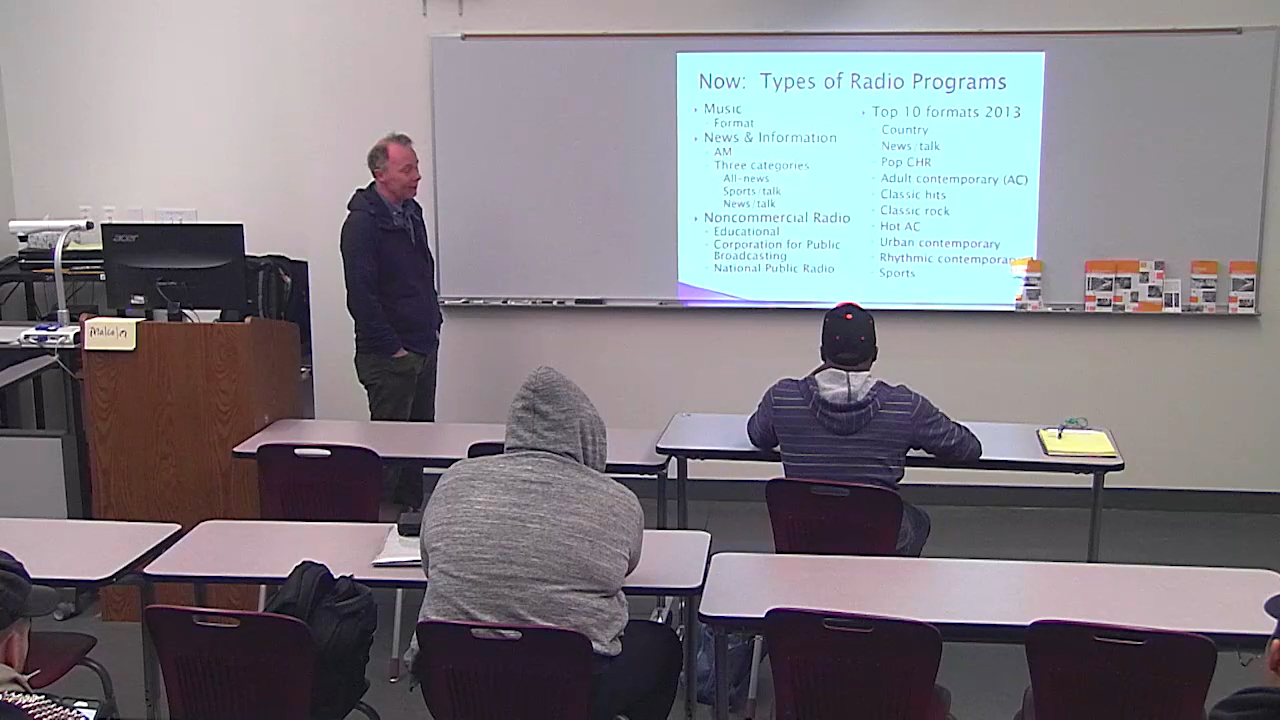 Now: Types of Radio Programs
Music
Format
News & Information
AM
Three categories
All-news
Sports/talk
News/talk
Noncommercial Radio
Educational
Corporation for Public
Broadcasting
National Public Radio
Top 10 formats 2013
Country
News/talk
Pop CHR
Adult contemporary (AC)
Classic hits
Classic rock
Hot AC
Urban contemporary
Rhythmic contemporar
Sports
acer
Malcolm